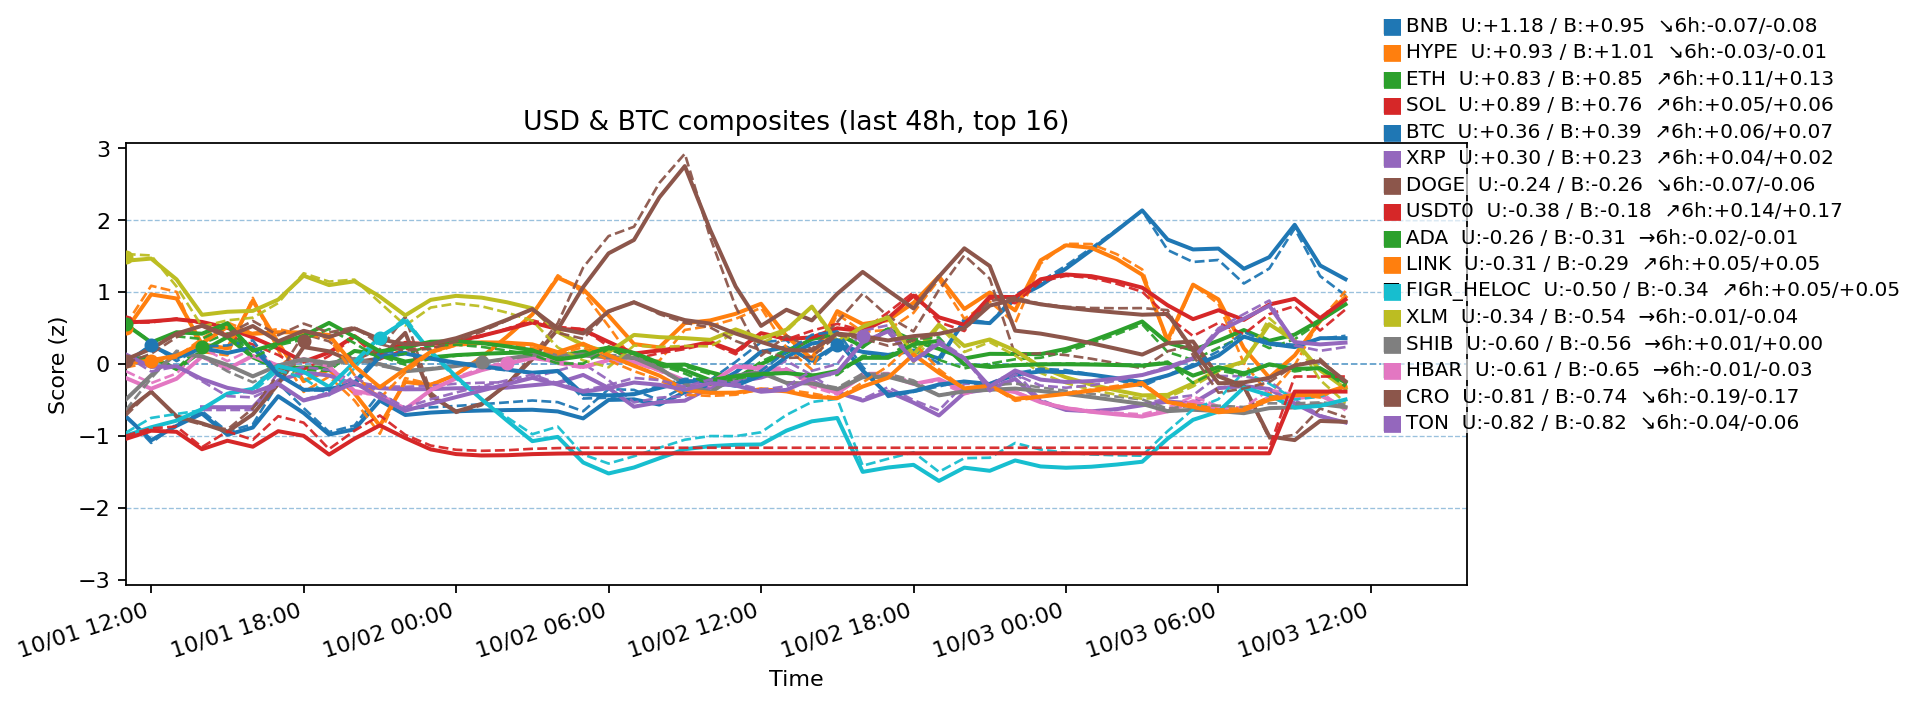 BNB  U:+1.18 / B:+0.95  ↘6h:-0.07/-0.08
HYPE  U:+0.93 / B:+1.01  ↘6h:-0.03/-0.01
ETH  U:+0.83 / B:+0.85  ↗6h:+0.11/+0.13
SOL  U:+0.89 / B:+0.76  ↗6h:+0.05/+0.06
BTC  U:+0.36 / B:+0.39  ↗6h:+0.06/+0.07
XRP  U:+0.30 / B:+0.23  ↗6h:+0.04/+0.02
DOGE  U:-0.24 / B:-0.26  ↘6h:-0.07/-0.06
USDT0  U:-0.38 / B:-0.18  ↗6h:+0.14/+0.17
ADA  U:-0.26 / B:-0.31  →6h:-0.02/-0.01
LINK  U:-0.31 / B:-0.29  ↗6h:+0.05/+0.05
FIGR_HELOC  U:-0.50 / B:-0.34  ↗6h:+0.05/+0.05
XLM  U:-0.34 / B:-0.54  →6h:-0.01/-0.04
SHIB  U:-0.60 / B:-0.56  →6h:+0.01/+0.00
HBAR  U:-0.61 / B:-0.65  →6h:-0.01/-0.03
CRO  U:-0.81 / B:-0.74  ↘6h:-0.19/-0.17
TON  U:-0.82 / B:-0.82  ↘6h:-0.04/-0.06
USD & BTC composites (last 48h, top 16)
Score (z)
3
2
1
0
−1
−2
−3
10/01 12:00
10/01 18:00
10/02 00:00
10/02 06:00
10/02 12:00
10/02 18:00
10/03 00:00
10/03 06:00
10/03 12:00
Time